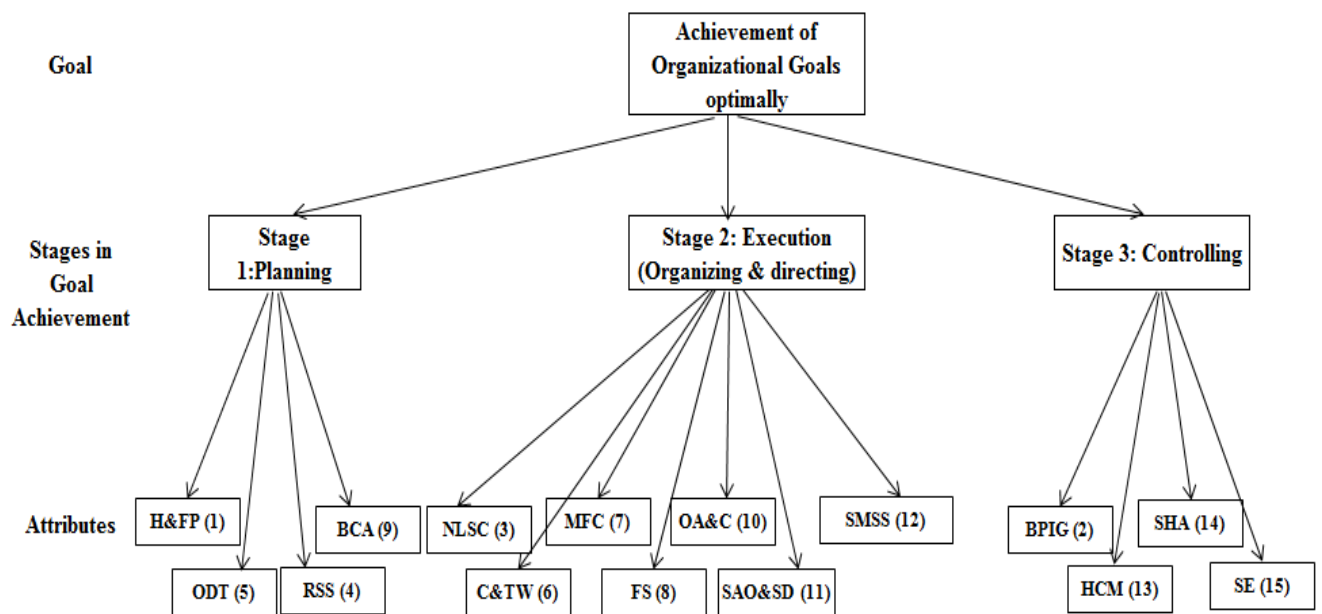 Goal
Achievement of
Organizational Goals
optimally
Stages in
Goal
Achievement
Stage
1:Planning
Stage 2: Execution
(Organizing & directing)
Stage 3: Controlling
Attributes
H&FP (1)
BCA (9)
NLSC (3)
MFC (7)
OA&C (10)
SMSS (12)
BPIG (2)
SHA (14)
ODT (5)
RSS (4)
C&TW (6)
FS (8)
SAO&SD (11)
HCM (13)
SE (15)